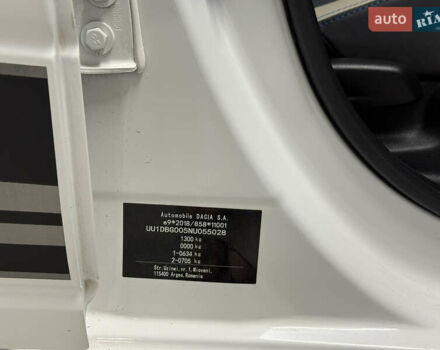 auto RIA
Automobile DACIA S.A.
e9*2018/858*11001
UU1DBG005NU055028
1300 kg
0000 kg
1-0634 kg
2-0705 kg
Str. Uzinei, nr. 1, Mioveni,
115400 Arges, Romania